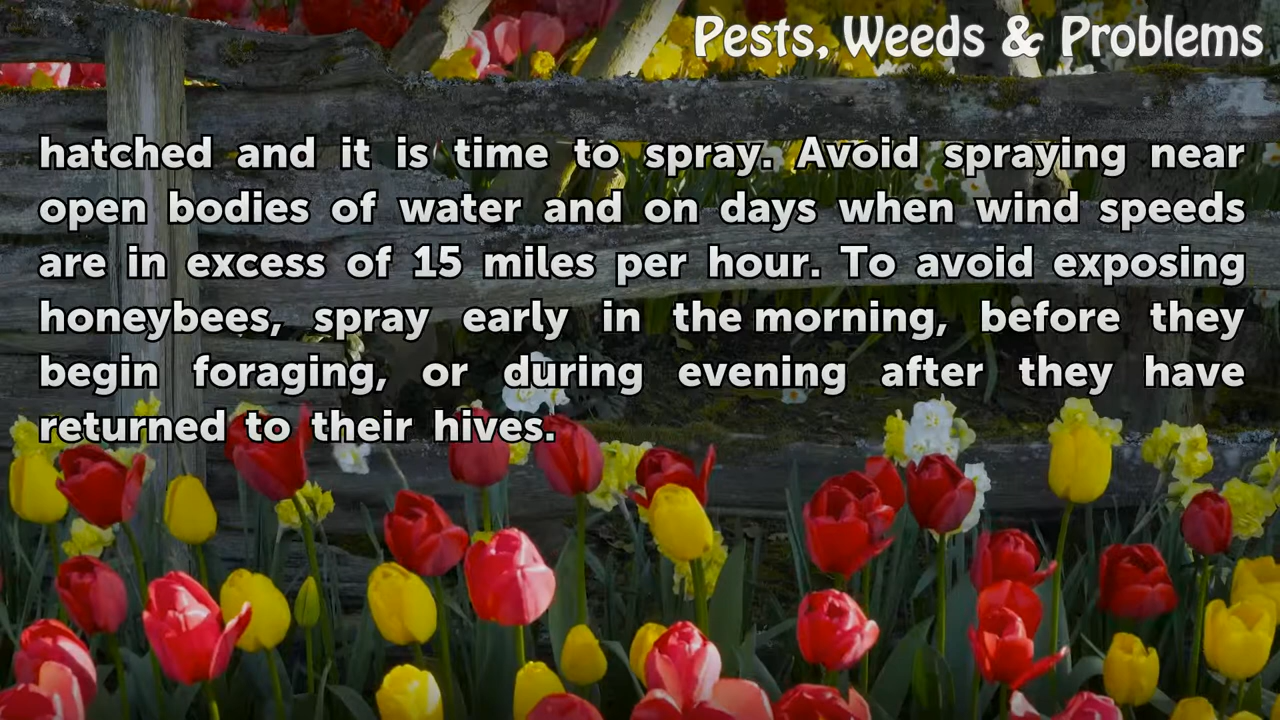 Pests, Weeds & Problems
hatched and it is time to spray. Avoid spraying near
open bodies of water and on days when wind speeds
are in excess of 15 miles per hour. To avoid exposing
honeybees, spray early in the morning, before they
begin foraging, or during evening after they have
returned to their hives.